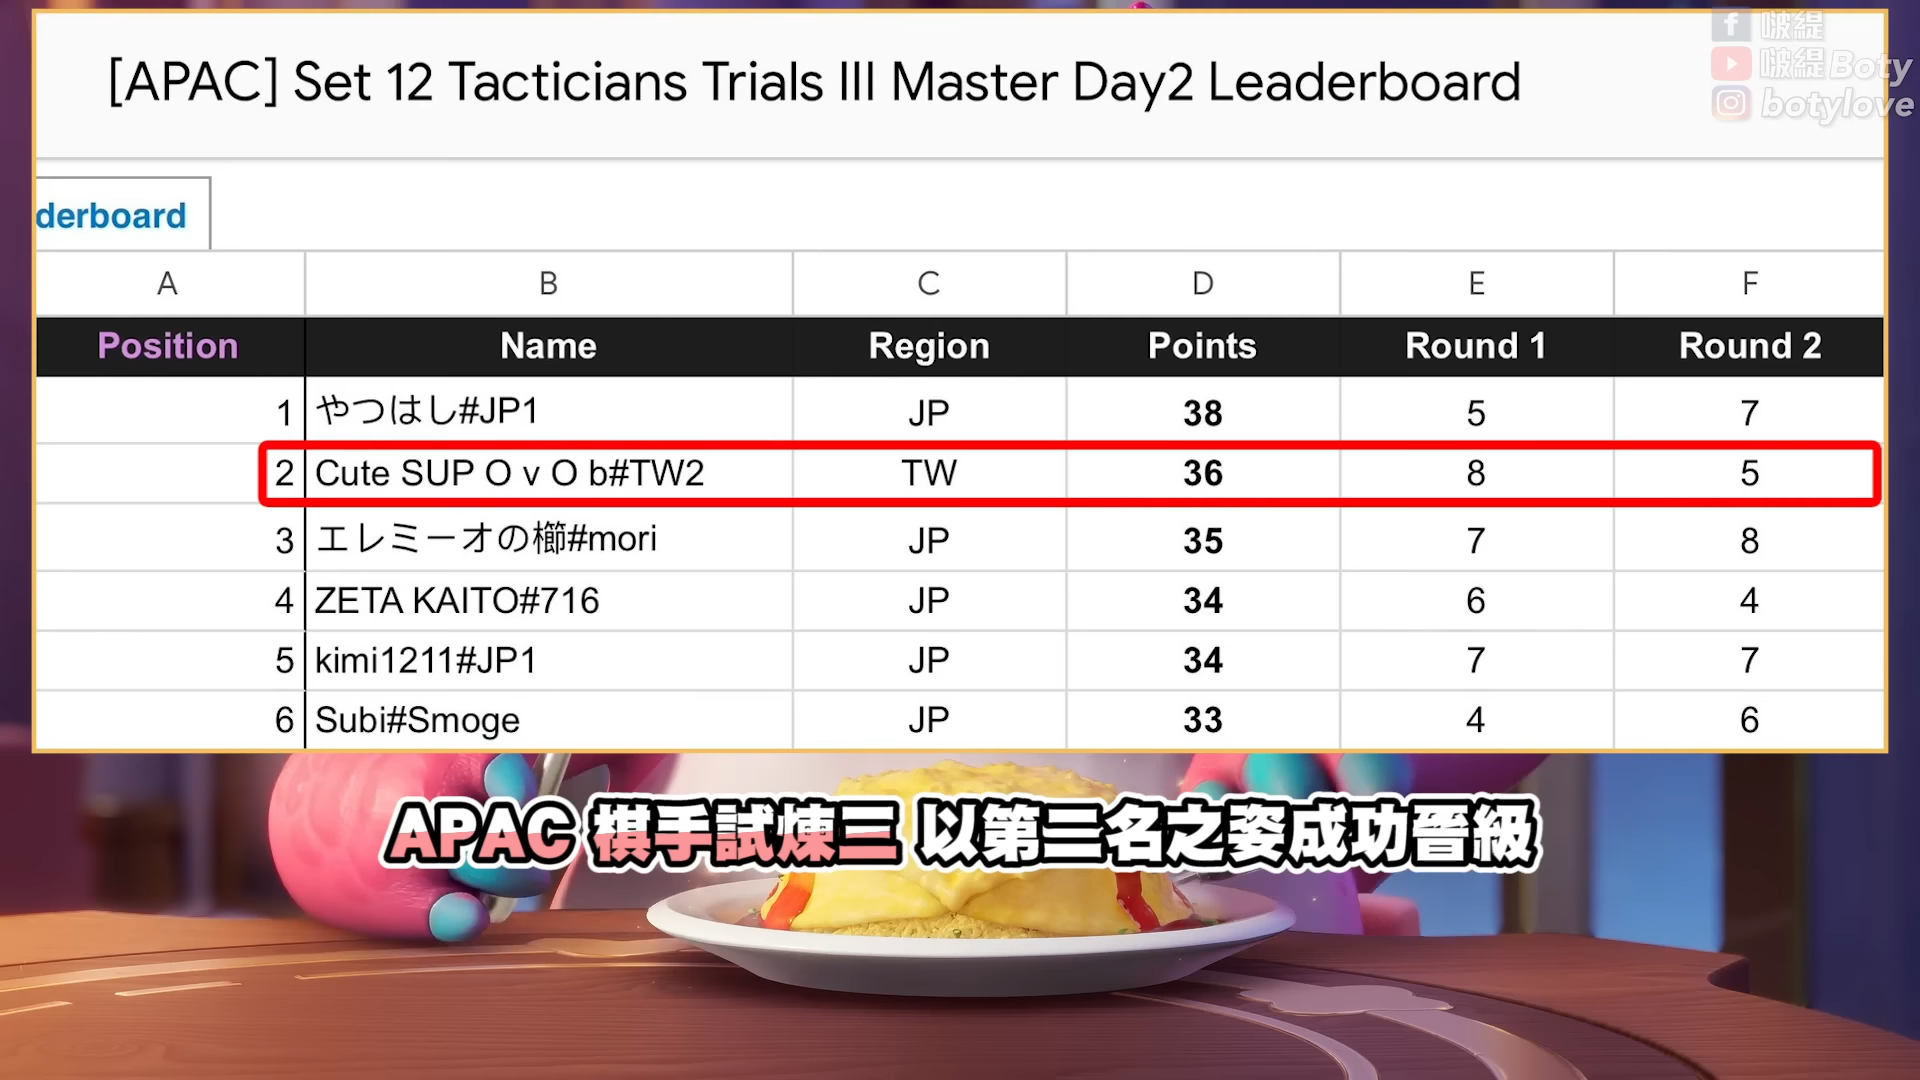 [APAC] Set 12 Tacticians Trials III Master Day2 Leaderboard
f 啵緹
啵緹Boty
botylove
derboard
A B C D E F
Position Name Region Points Round 1 Round 2
1 やつはし#JP1 JP 38 5 7
2 Cute SUP O v O b#TW2 TW 36 8 5
3 エレミーオの櫛#mori JP 35 7 8
4 ZETA KAITO#716 JP 34 6 4
5 kimi1211#JP1 JP 34 7 7
6 Subi#Smoge JP 33 4 6
APAC 棋手試煉三 以第二名之姿成功晉級